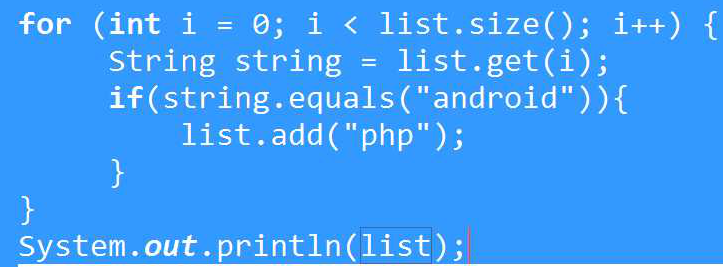 for (int i = 0; i < list.size(); i++) {
String string = list.get(i);
if(string.equals("android")){
list.add("php");
}
}
System.out.println(list);